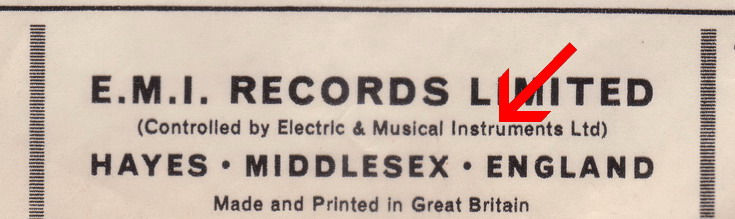 E.M.I. RECORDS LIMITED
(Controlled by Electric & Musical Instruments Ltd)
HAYES · MIDDLESEX · ENGLAND
Made and Printed in Great Britain